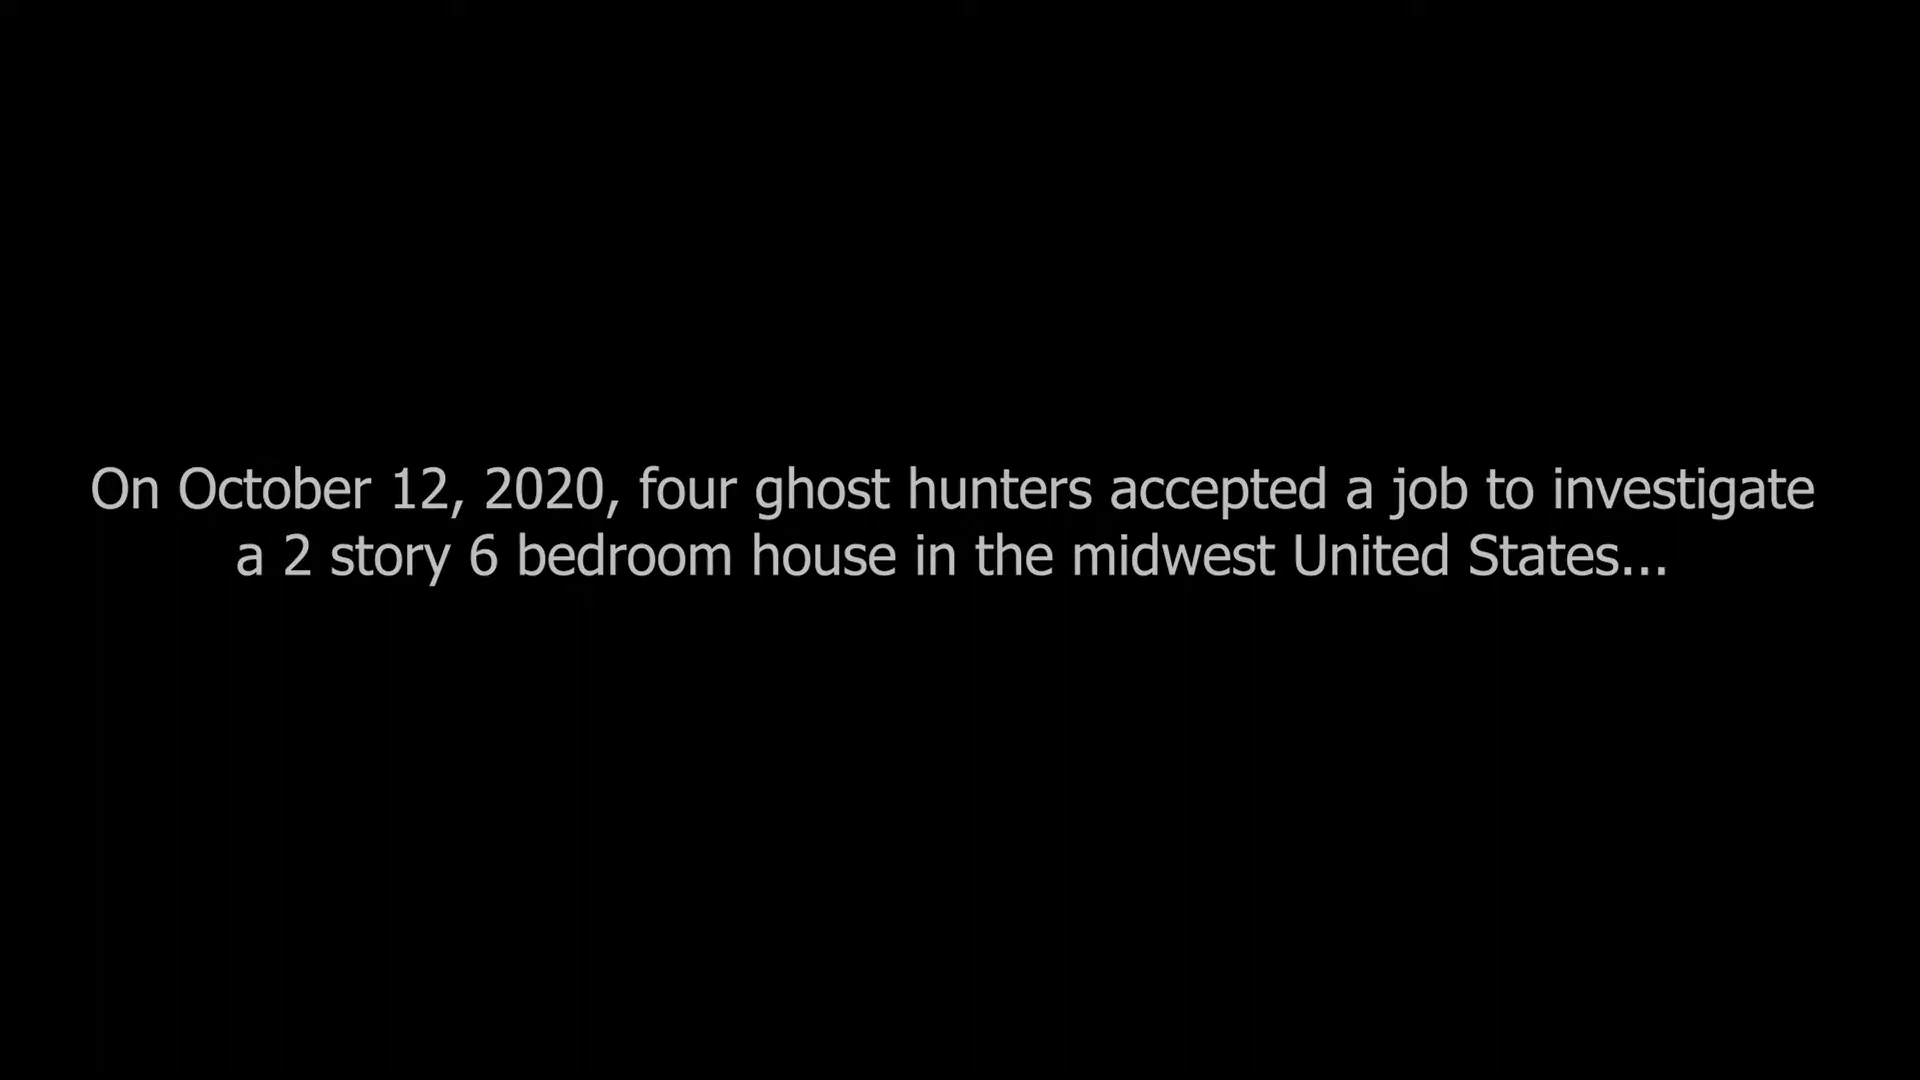 On October 12, 2020, four ghost hunters accepted a job to investigate
a 2 story 6 bedroom house in the midwest United States...